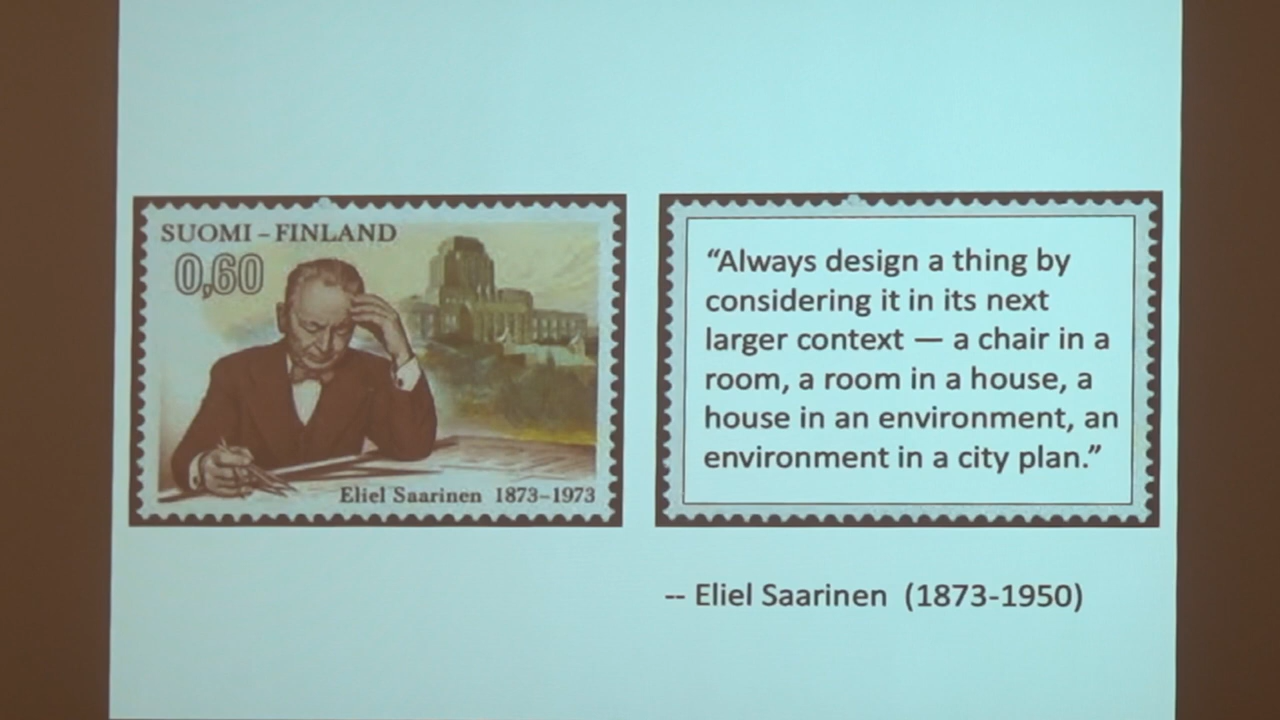 SUOMI – FINLAND
0,60
Eliel Saarinen 1873–1973
“Always design a thing by
considering it in its next
larger context — a chair in a
room, a room in a house, a
house in an environment, an
environment in a city plan.”
-- Eliel Saarinen (1873-1950)